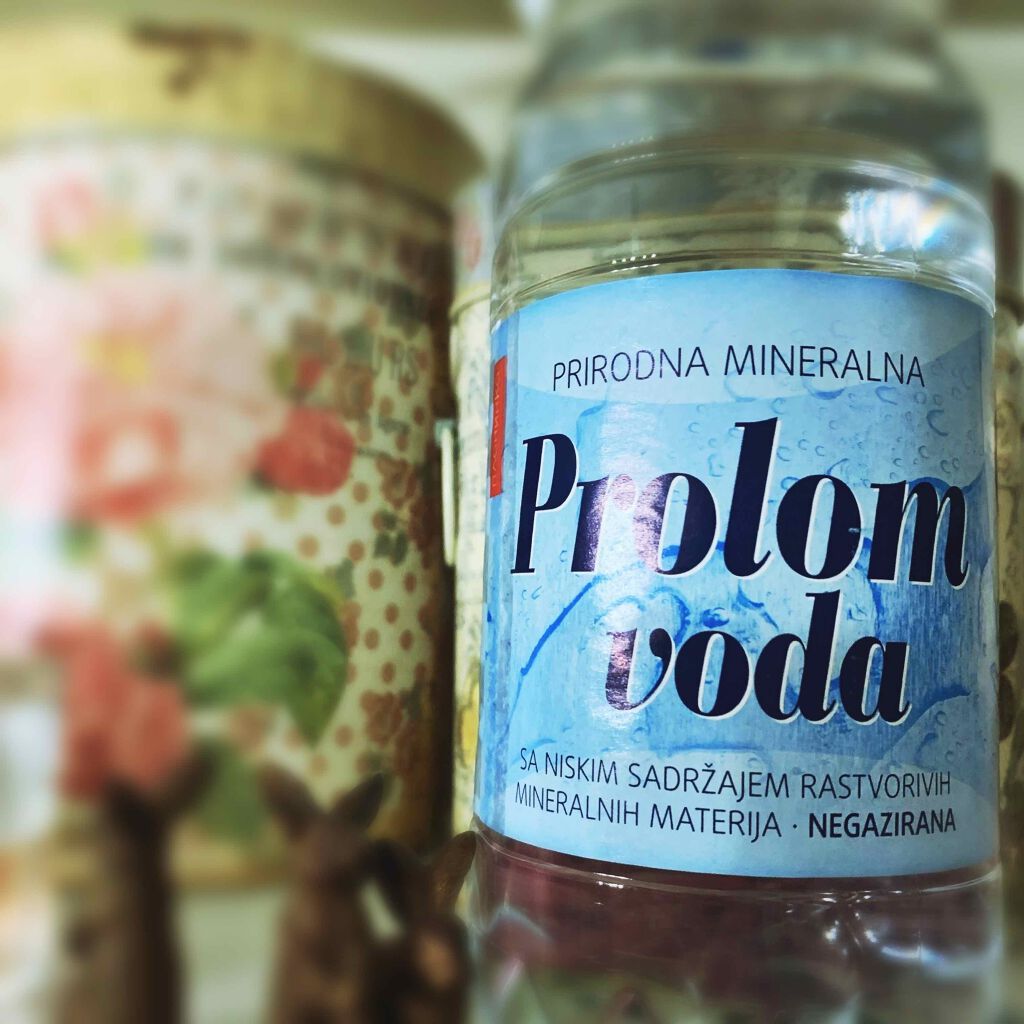 PRIRODNA MINERALNA
Prolom
voda
SA NISKIM SADRŽAJEM RASTVORIVIH
MINERALNIH MATERIJA · NEGAZIRANA